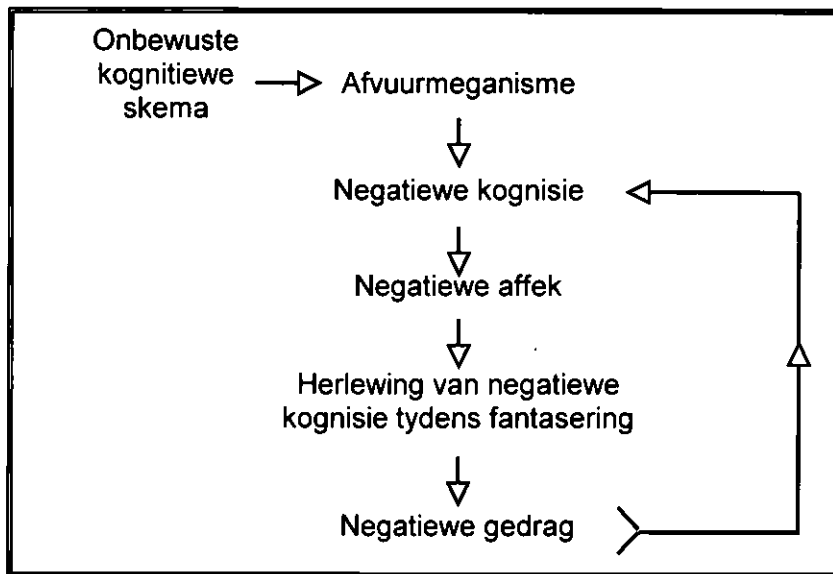 Onbewuste
kognitiewe
skema
Afvuurmeganisme
Negatiewe kognisie
Negatiewe affek
Herlewing van negatiewe
kognisie tydens fantasering
Negatiewe gedrag